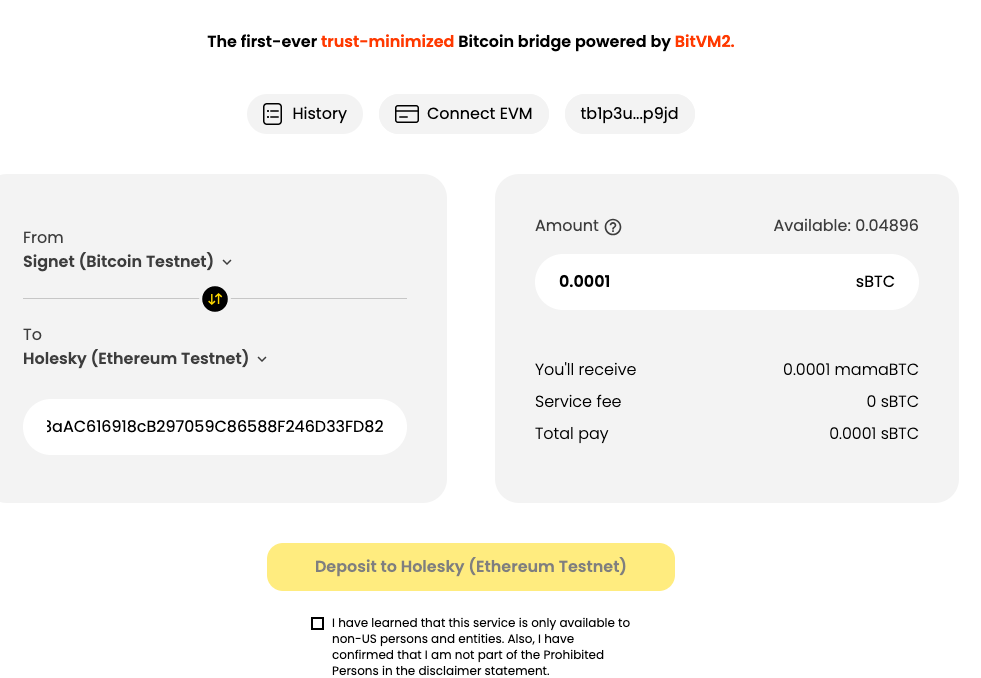 The first-ever trust-minimized Bitcoin bridge powered by BitVM2.
History
Connect EVM
tb1p3u...p9jd
From
Signet (Bitcoin Testnet)
To
Holesky (Ethereum Testnet)
3aAC616918cB297059C86588F246D33FD82
Amount
Available: 0.04896
0.0001
sBTC
You'll receive
0.0001 mamaBTC
Service fee
0 sBTC
Total pay
0.0001 sBTC
Deposit to Holesky (Ethereum Testnet)
I have learned that this service is only available to
non-US persons and entities. Also, I have
confirmed that I am not part of the Prohibited
Persons in the disclaimer statement.